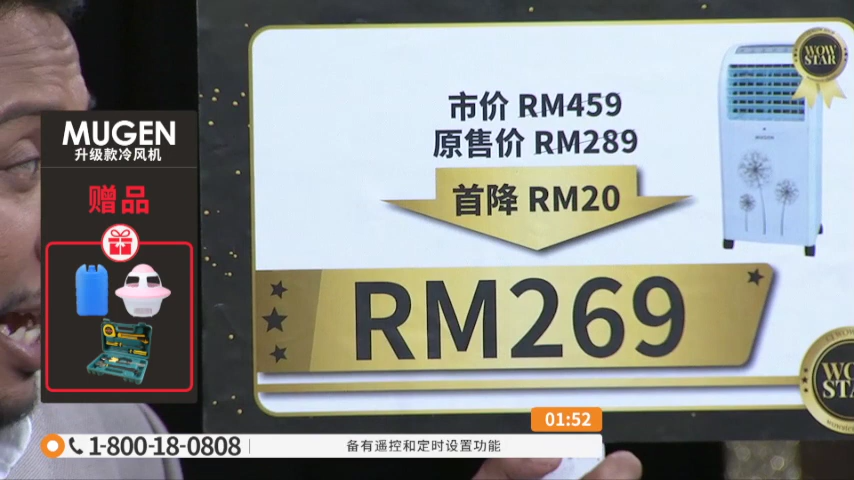 WOW
STAR
市价 RM459
原售价 RM289
首降 RM20
RM269
MUGEN
升级款冷风机
赠品
WOW
01:52
1-800-18-0808
备有遥控和定时设置功能